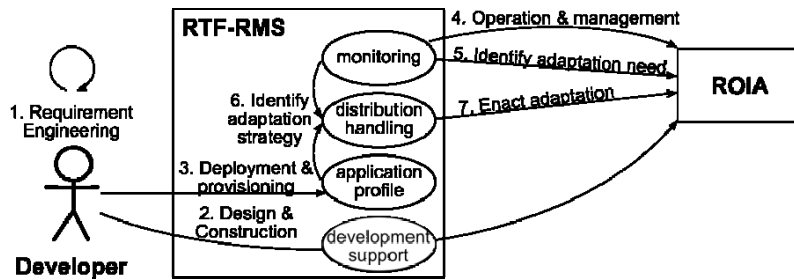 RTF-RMS
4. Operation & management
monitoring
5. Identify adaptation need
ROIA
1. Requirement
Engineering
6. Identify
adaptation
strategy
distribution
handling
7. Enact adaptation
3. Deployment &
provisioning
application
profile
2. Design &
Construction
development
support
Developer